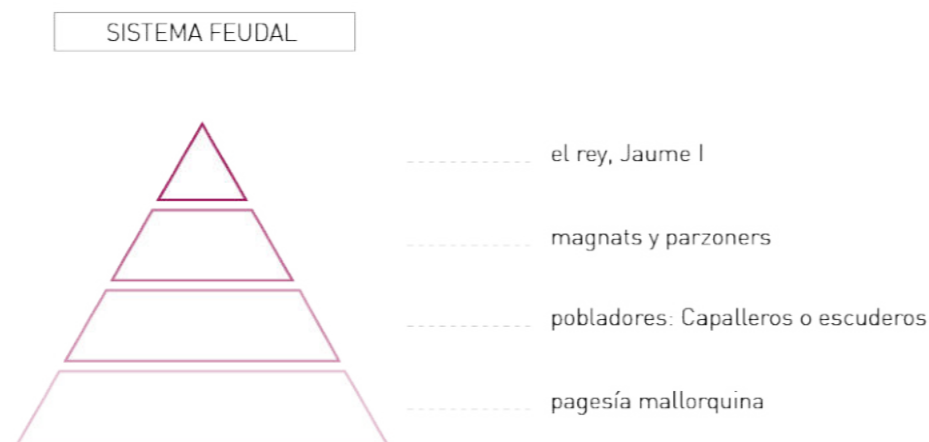 SISTEMA FEUDAL
el rey, Jaume I
magnats y parzoners
pobladores: Capalleros o escuderos
pagesía mallorquina